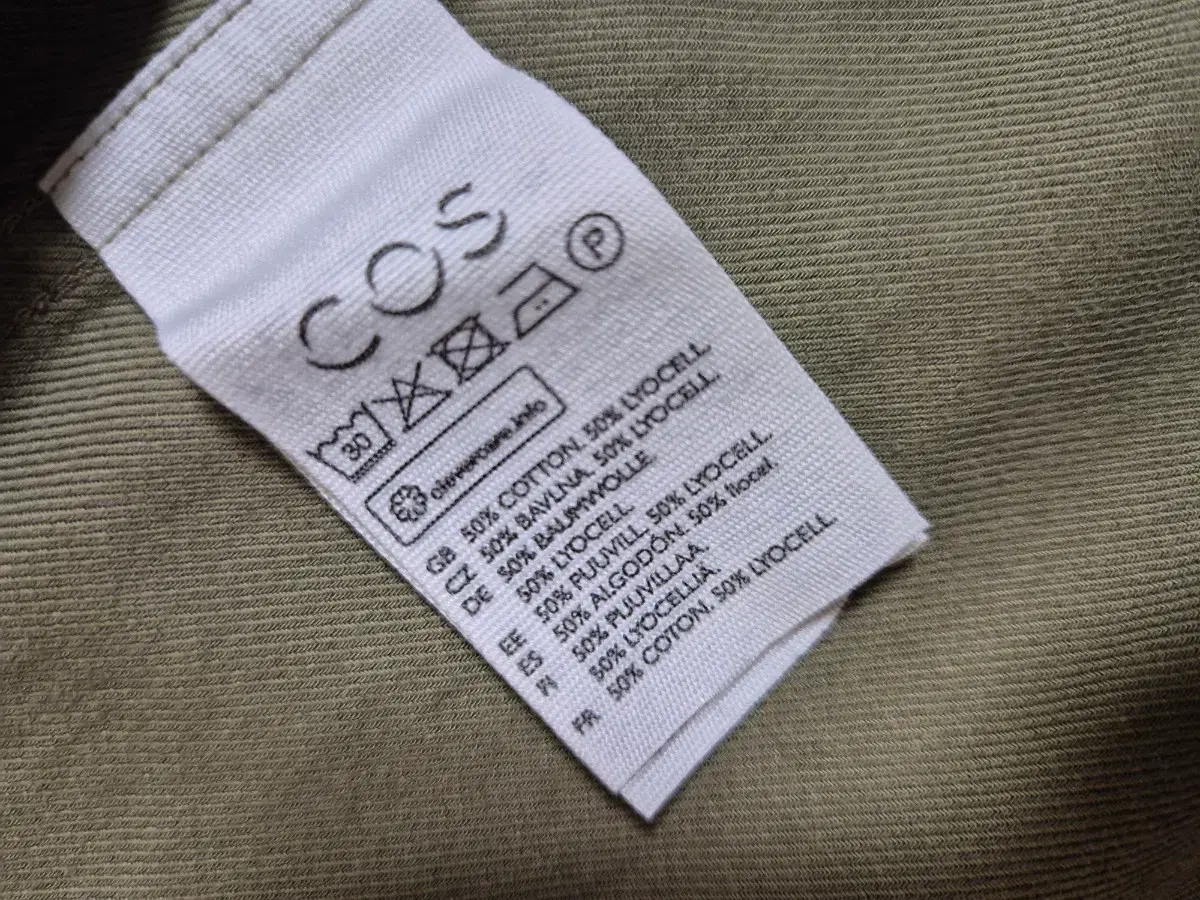 COS
30
P
clevercare.info
GB 50% COTTON. 50% LYOCELL.
CZ 50% BAVLNA. 50% LYOCELL.
DE 50% BAUMWOLLE.
50% LYOCELL.
EE 50% PUUVILL. 50% LYOCELL.
ES 50% ALGODÓN. 50% liocel.
FI 50% PUUVILLAA.
50% LYOCELLIÄ.
FR 50% COTON. 50% LYOCELL.